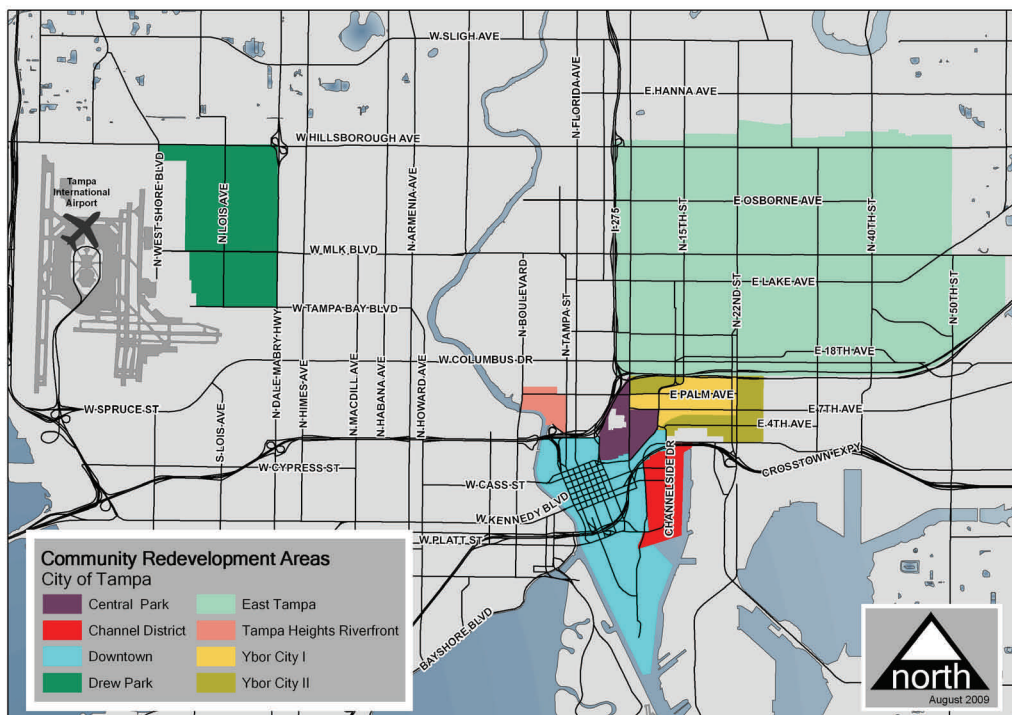 W SLIGH AVE
N FLORIDA AVE
E HANNA AVE
W HILLSBOROUGH AVE
Tampa
International
Airport
N WEST SHORE BLVD
N LOIS AVE
N ARMENIA AVE
I-275
N 15TH ST
E OSBORNE AVE
N 40TH ST
W MLK BLVD
N BOULEVARD
N TAMPA ST
E LAKE AVE
N 22ND ST
N 50TH ST
W TAMPA BAY BLVD
N DALE MABRY HWY
N HIMES AVE
N MACDILL AVE
N HABANA AVE
N HOWARD AVE
W COLUMBUS DR
E 18TH AVE
E PALM AVE
W SPRUCE ST
S LOIS AVE
E 7TH AVE
E 4TH AVE
W CYPRESS ST
W CASS ST
CHANNELSIDE DR
CROSSTOWN EXPY
W KENNEDY BLVD
W PLATT ST
BAYSHORE BLVD
Community Redevelopment Areas
City of Tampa
Central Park
Channel District
Downtown
Drew Park
East Tampa
Tampa Heights Riverfront
Ybor City I
Ybor City II
north
August 2009